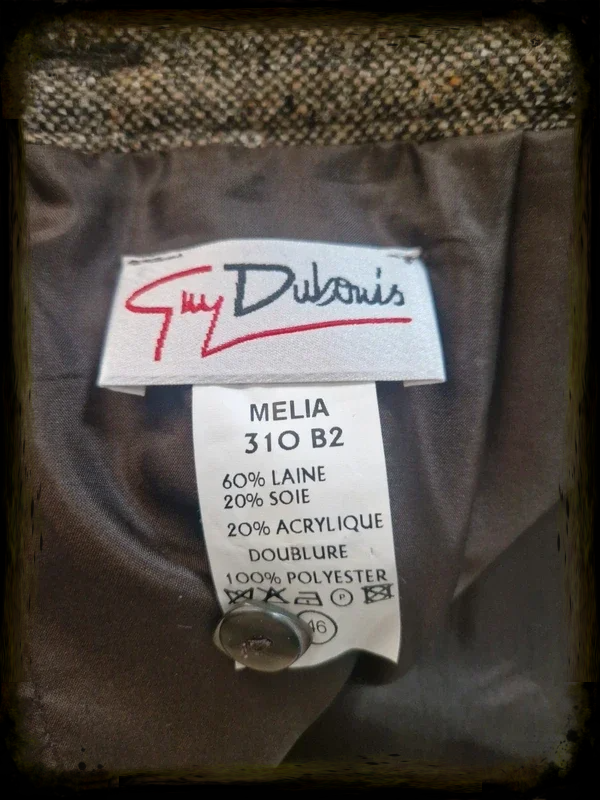 Guy Dubouis
MELIA
310 B2
60% LAINE
20% SOIE
20% ACRYLIQUE
DOUBLURE
100% POLYESTER
P
46